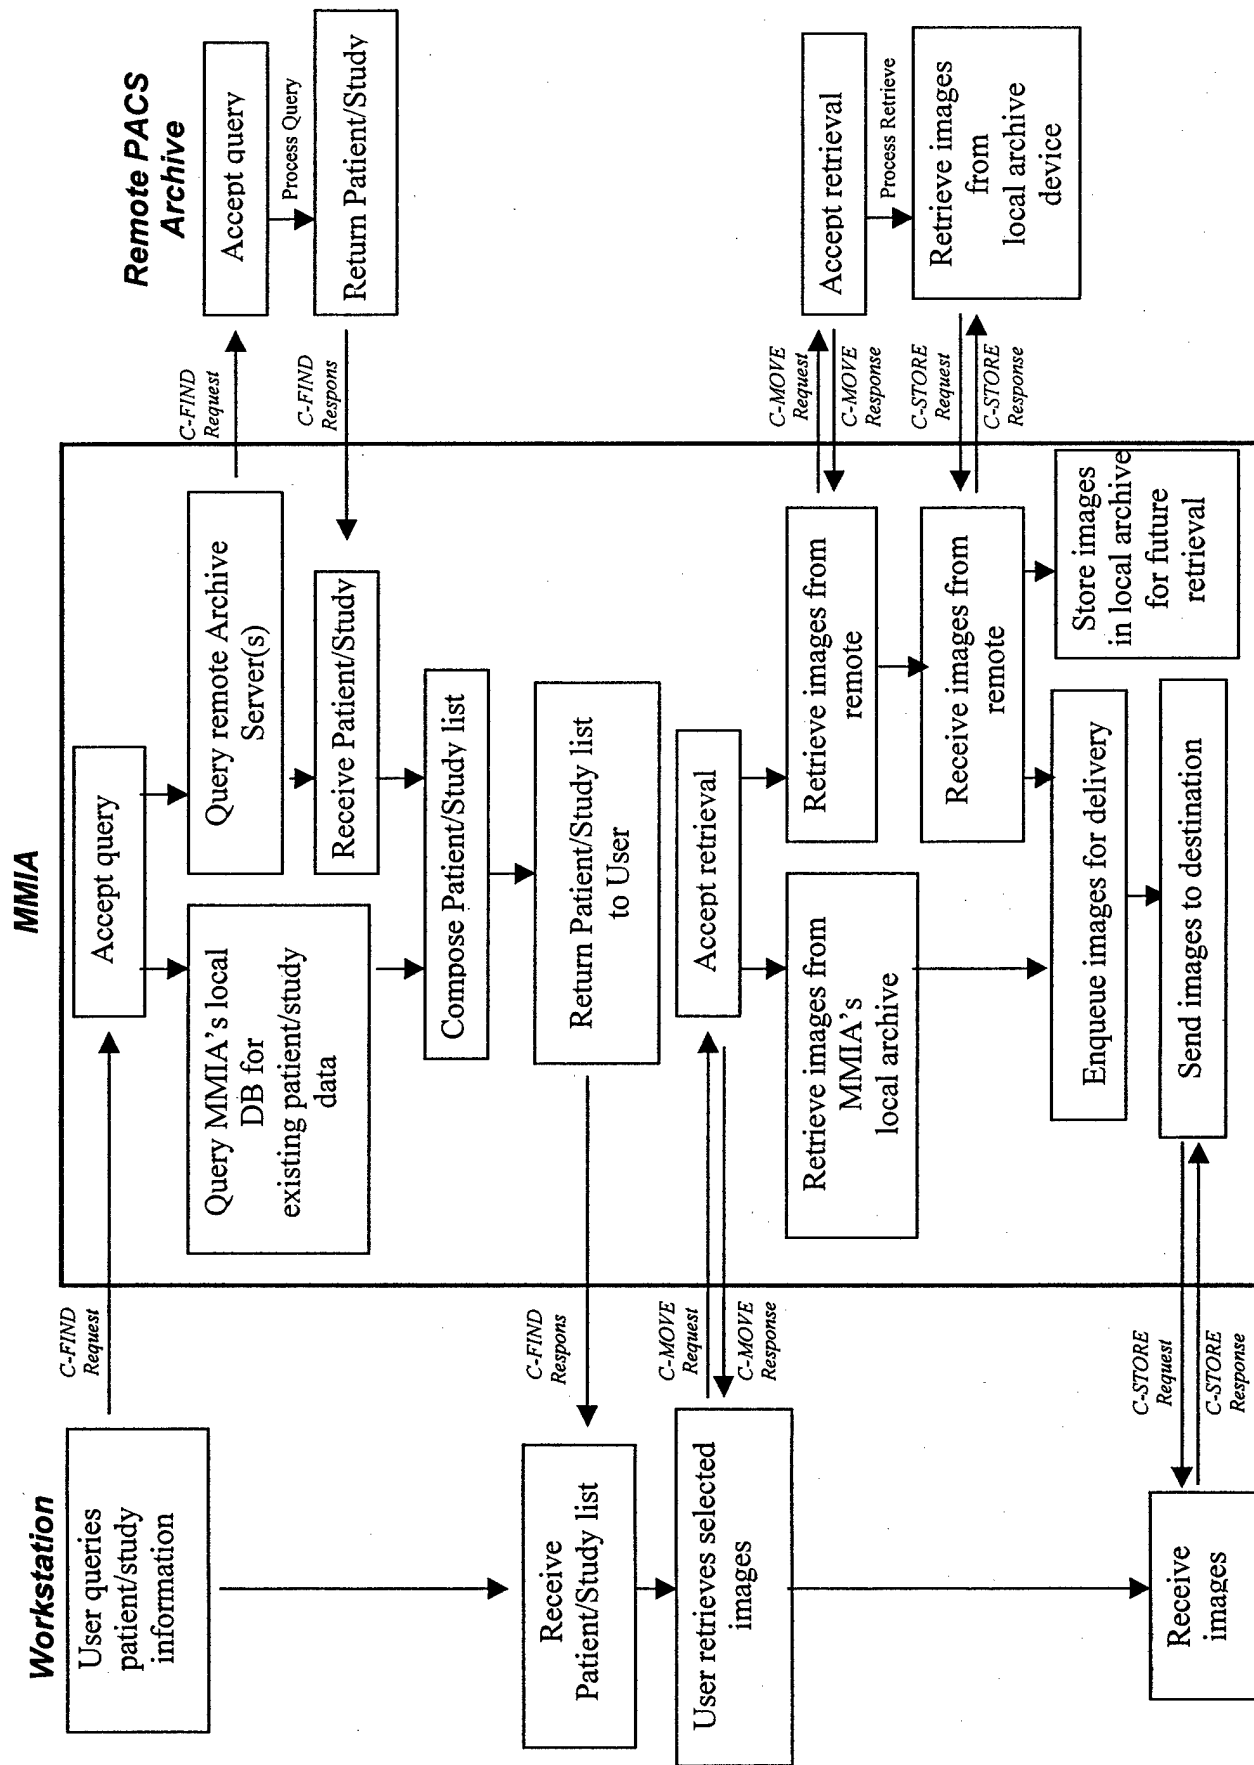 Workstation
User queries
patient/study
information
Receive
Patient/Study list
User retrieves selected
images
Receive
images
C-FIND
Request
C-FIND
Respons
C-MOVE
Request
C-MOVE
Response
C-STORE
Request
C-STORE
Response
MMIA
Accept query
Query MMIA's local
DB for
existing patient/study
data
Query remote Archive
Server(s)
Receive Patient/Study
Compose Patient/Study list
Return Patient/Study list
to User
Accept retrieval
Retrieve images from
MMIA's
local archive
Retrieve images from
remote
Receive images from
remote
Enqueue images for delivery
Store images
in local archive
for future
retrieval
Send images to destination
C-FIND
Request
C-FIND
Respons
C-MOVE
Request
C-MOVE
Response
C-STORE
Request
C-STORE
Response
Remote PACS
Archive
Accept query
Process Query
Return Patient/Study
Accept retrieval
Process Retrieve
Retrieve images
from
local archive
device